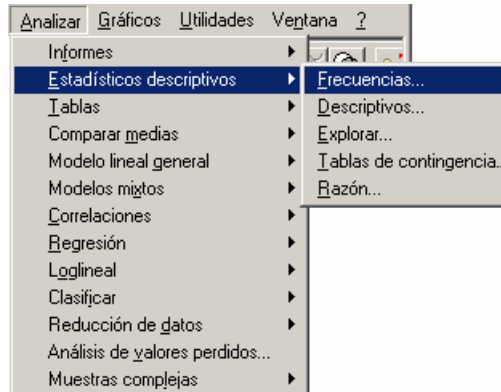 Analizar Gráficos Utilidades Ventana ?
Informes
Estadísticos descriptivos
Tablas
Comparar medias
Modelo lineal general
Modelos mixtos
Correlaciones
Regresión
Loglineal
Clasificar
Reducción de datos
Análisis de valores perdidos...
Muestras complejas
Frecuencias...
Descriptivos...
Explorar...
Tablas de contingencia..
Razón...